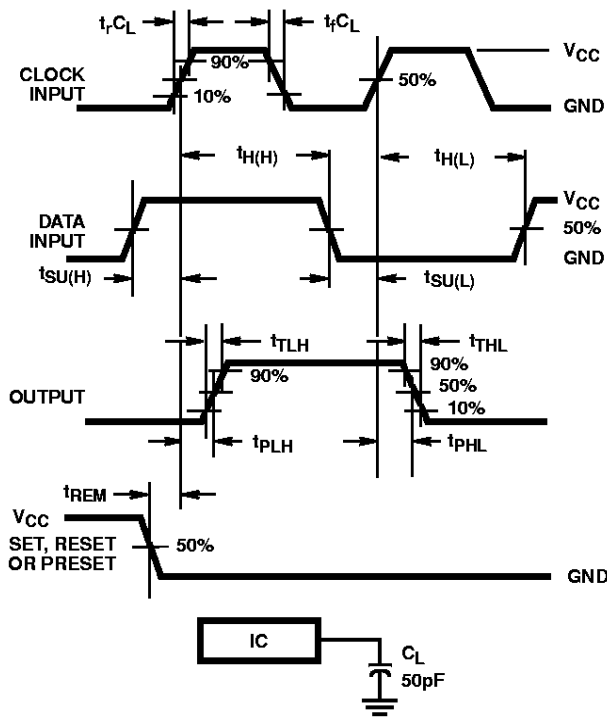 trCL
tfCL
VCC
90%
CLOCK
INPUT
50%
10%
GND
tH(H)
tH(L)
VCC
DATA
INPUT
50%
GND
tSU(H)
tSU(L)
tTLH
tTHL
90%
90%
50%
OUTPUT
10%
tPLH
tPHL
tREM
VCC
SET, RESET
OR PRESET
50%
GND
IC
CL
50pF